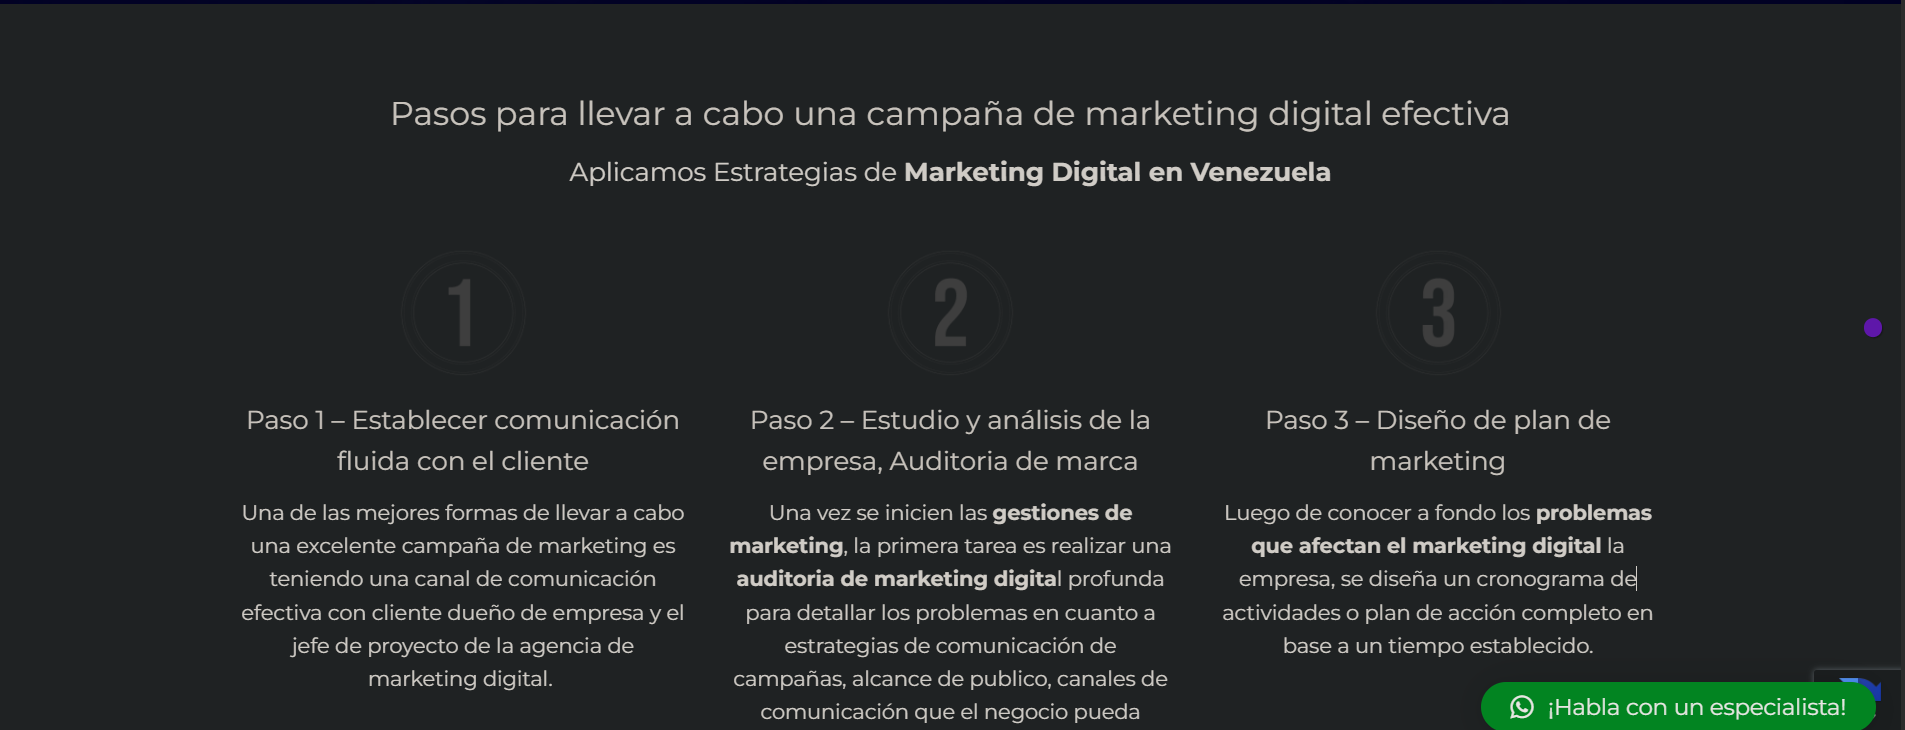 Pasos para llevar a cabo una campaña de marketing digital efectiva
Aplicamos Estrategias de Marketing Digital en Venezuela
1
Paso 1 – Establecer comunicación
fluida con el cliente
Una de las mejores formas de llevar a cabo
una excelente campaña de marketing es
teniendo una canal de comunicación
efectiva con cliente dueño de empresa y el
jefe de proyecto de la agencia de
marketing digital.
2
Paso 2 – Estudio y análisis de la
empresa, Auditoria de marca
Una vez se inicien las gestiones de
marketing, la primera tarea es realizar una
auditoria de marketing digital profunda
para detallar los problemas en cuanto a
estrategias de comunicación de
campañas, alcance de publico, canales de
comunicación que el negocio pueda
3
Paso 3 – Diseño de plan de
marketing
Luego de conocer a fondo los problemas
que afectan el marketing digital la
empresa, se diseña un cronograma de
actividades o plan de acción completo en
base a un tiempo establecido.
¡Habla con un especialista!